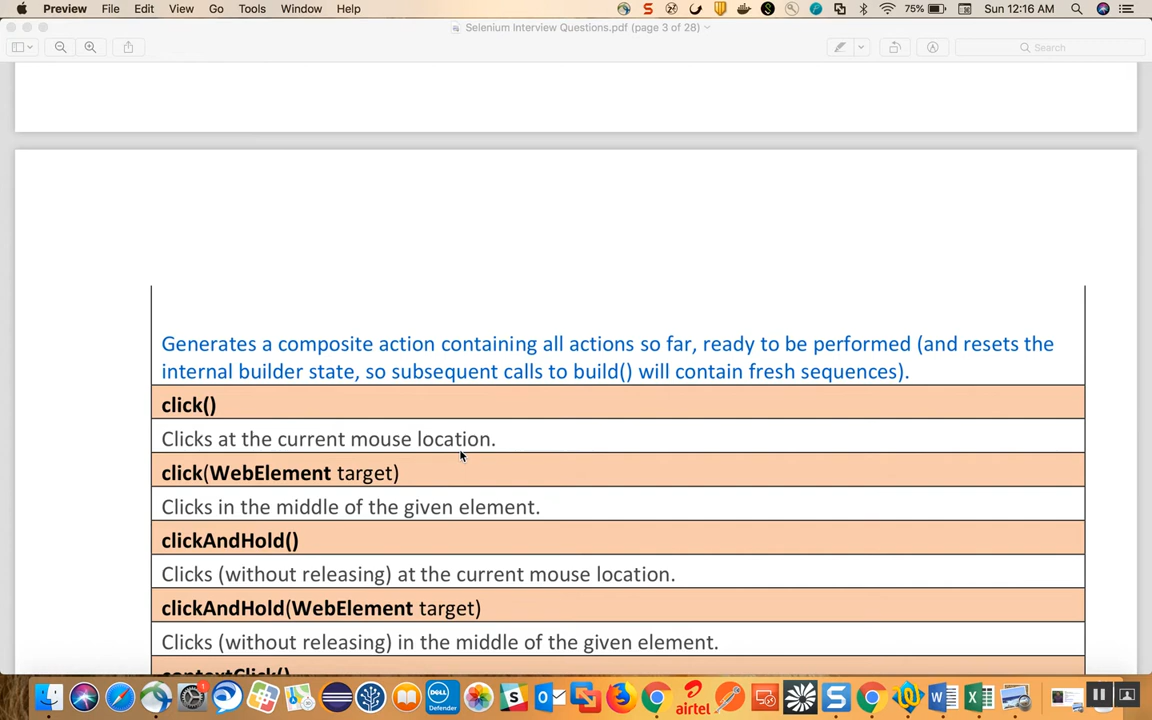 Preview File Edit View Go Tools Window Help 75% Sun 12:16 AM
Selenium Interview Questions.pdf (page 3 of 28)
Search
Generates a composite action containing all actions so far, ready to be performed (and resets the
internal builder state, so subsequent calls to build() will contain fresh sequences).
click()
Clicks at the current mouse location.
click(WebElement target)
Clicks in the middle of the given element.
clickAndHold()
Clicks (without releasing) at the current mouse location.
clickAndHold(WebElement target)
Clicks (without releasing) in the middle of the given element.
contextClick()
DELL
Defender
airtel